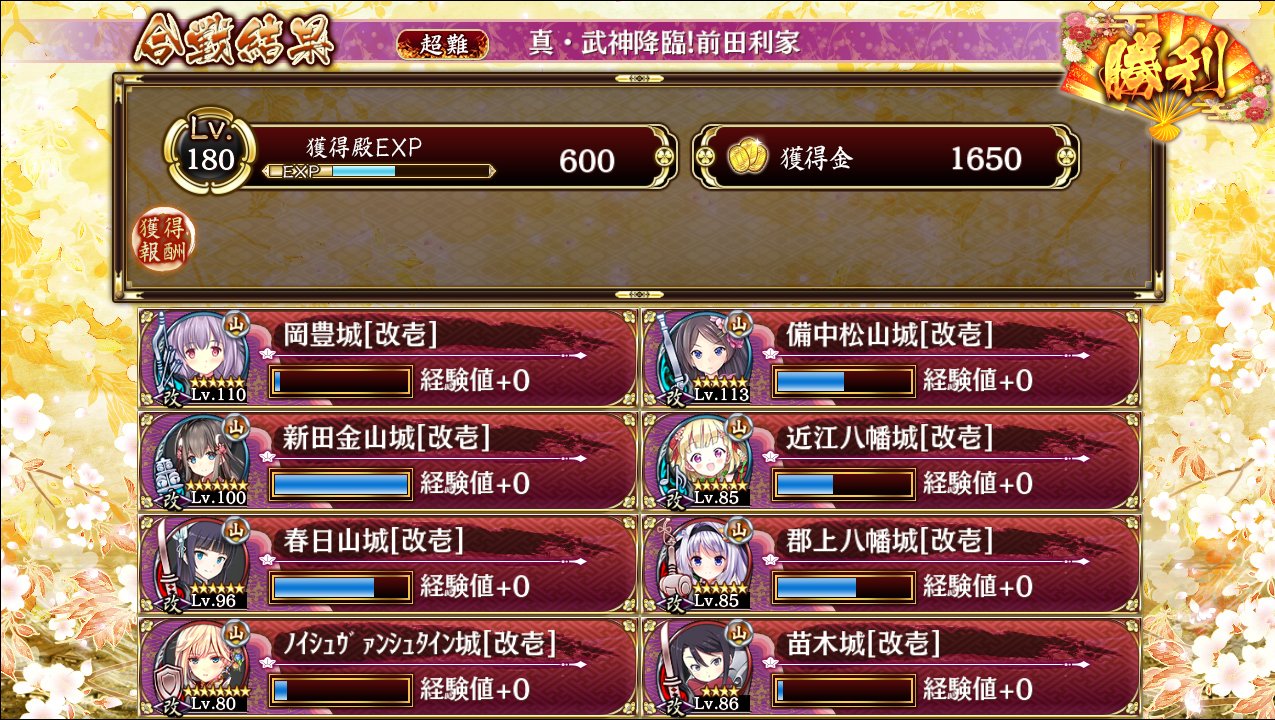 合戦結果
超難
真・武神降臨!前田利家
勝利
Lv.
180
獲得殿EXP
EXP
600
獲得金
1650
獲得
報酬
山
岡豊城[改壱]
改
Lv.110
経験値+0
山
備中松山城[改壱]
改
Lv.113
経験値+0
山
新田金山城[改壱]
改
Lv.100
経験値+0
山
近江八幡城[改壱]
改
Lv.85
経験値+0
山
春日山城[改壱]
改
Lv.96
経験値+0
山
郡上八幡城[改壱]
改
Lv.85
経験値+0
山
ﾉｲｼｭｳﾞｧﾝｼｭﾀｲﾝ城[改壱]
改
Lv.80
経験値+0
山
苗木城[改壱]
改
Lv.86
経験値+0